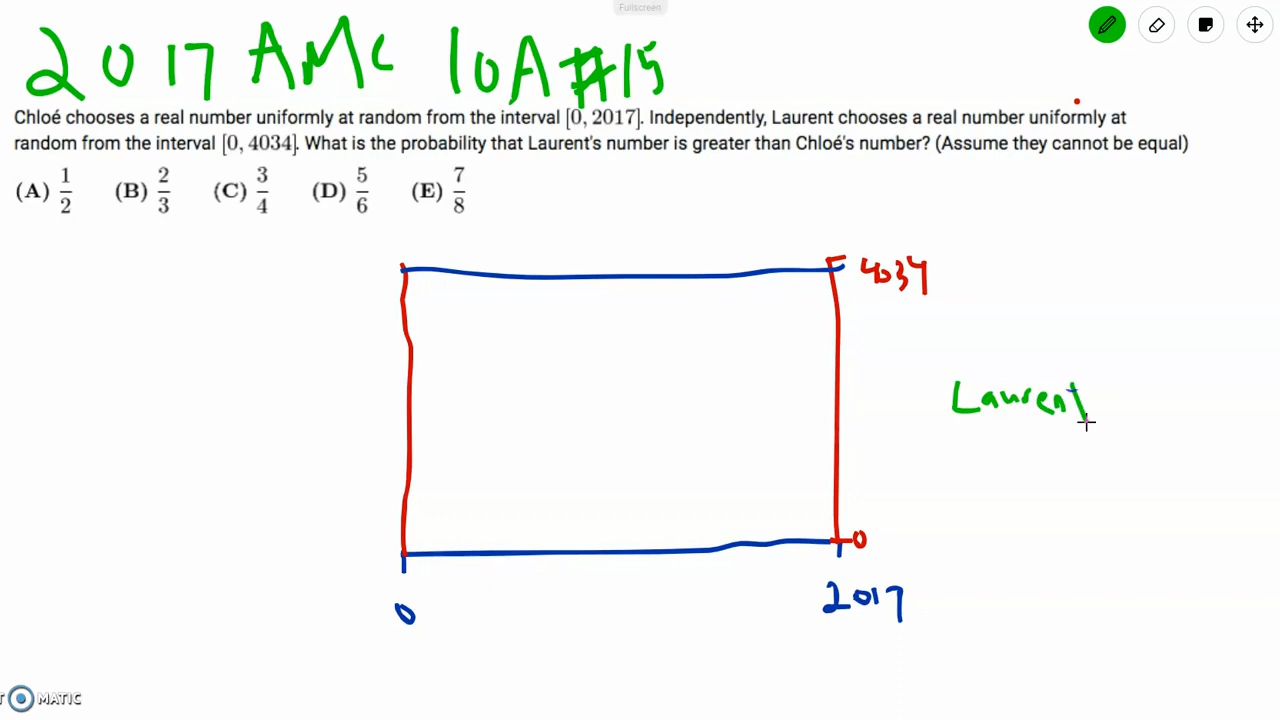 Fullscreen
2017 AMC 10A #15
Chloé chooses a real number uniformly at random from the interval [0, 2017]. Independently, Laurent chooses a real number uniformly at
random from the interval [0, 4034]. What is the probability that Laurent's number is greater than Chloé's number? (Assume they cannot be equal)
(A) 1/2 (B) 2/3 (C) 3/4 (D) 5/6 (E) 7/8
4034
Laurent
0
0 2017
MATIC